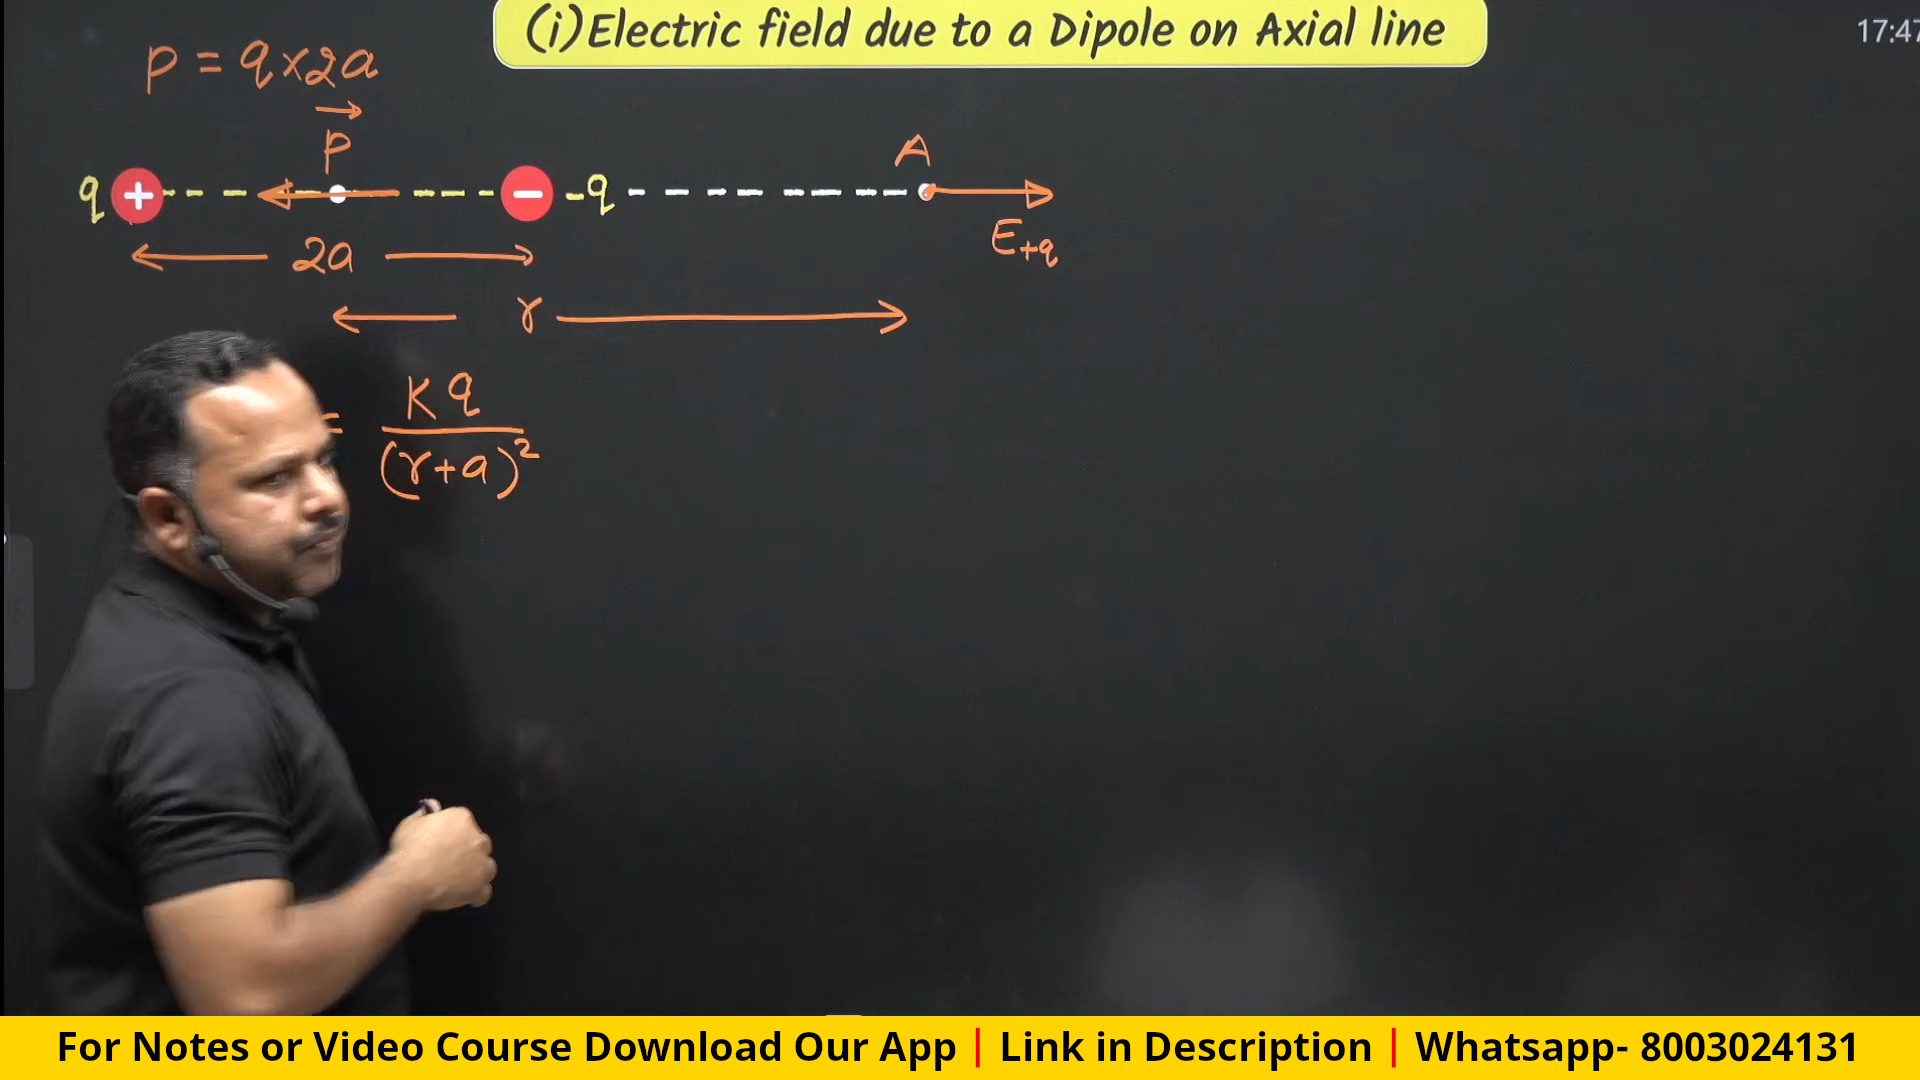 (i) Electric field due to a Dipole on Axial line
17:47
p = q×2a
p
A
q + − -q
E+q
2a
r
= Kq
(r+a)²
For Notes or Video Course Download Our App | Link in Description | Whatsapp- 8003024131